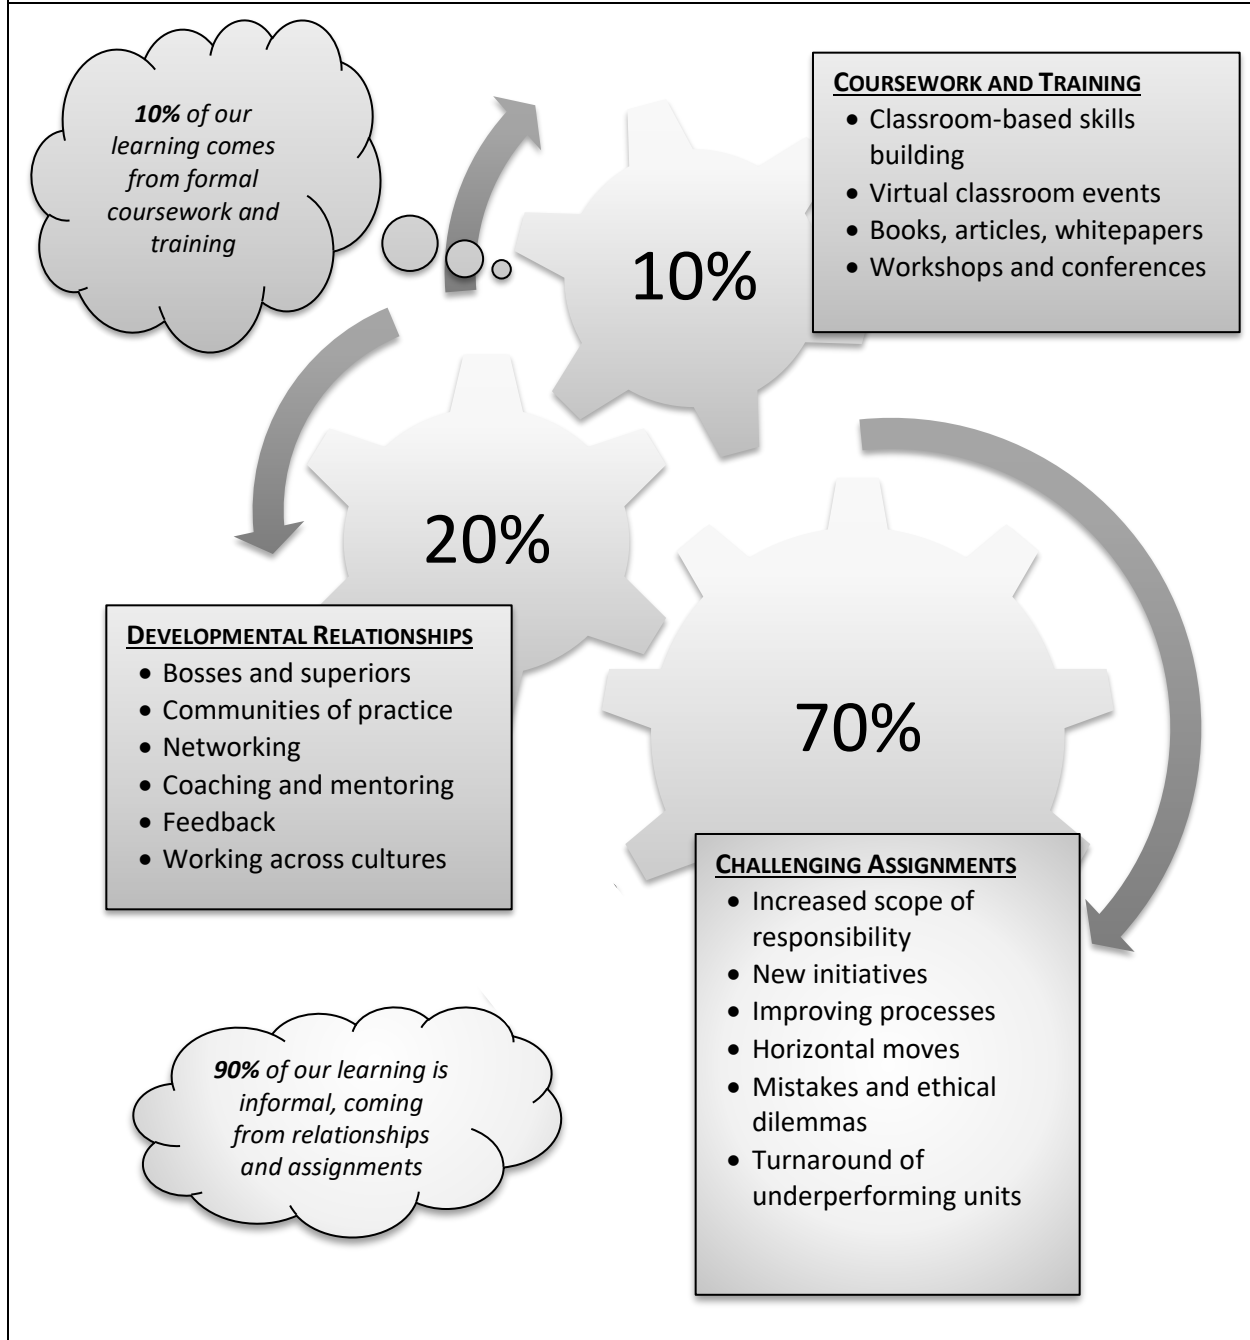 10% of our
learning comes
from formal
coursework and
training
COURSEWORK AND TRAINING
• Classroom-based skills
building
• Virtual classroom events
• Books, articles, whitepapers
• Workshops and conferences
10%
20%
DEVELOPMENTAL RELATIONSHIPS
• Bosses and superiors
• Communities of practice
• Networking
• Coaching and mentoring
• Feedback
• Working across cultures
70%
CHALLENGING ASSIGNMENTS
• Increased scope of
responsibility
• New initiatives
• Improving processes
• Horizontal moves
• Mistakes and ethical
dilemmas
• Turnaround of
underperforming units
90% of our learning is
informal, coming
from relationships
and assignments